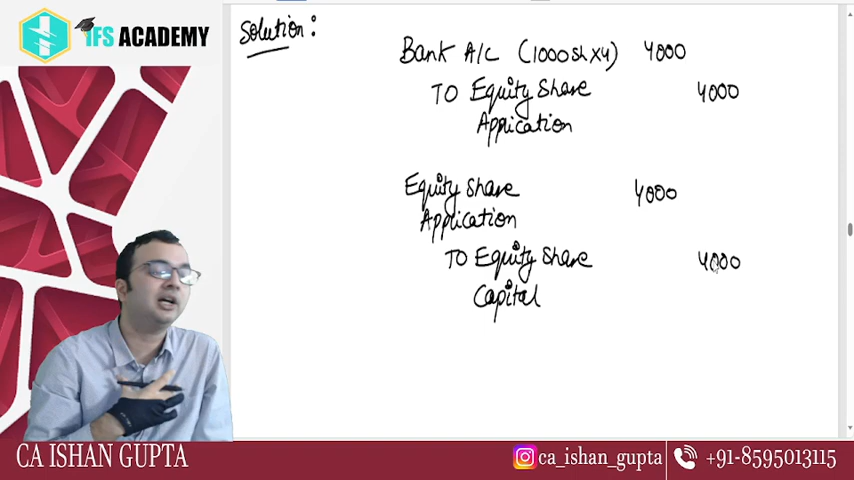 IFS ACADEMY
Solution:
Bank A/C (1000sh×4) 4000
TO Equity Share 4000
Application
Equity Share 4000
Application
TO Equity Share 4000
Capital
CA ISHAN GUPTA
ca_ishan_gupta
+91-8595013115